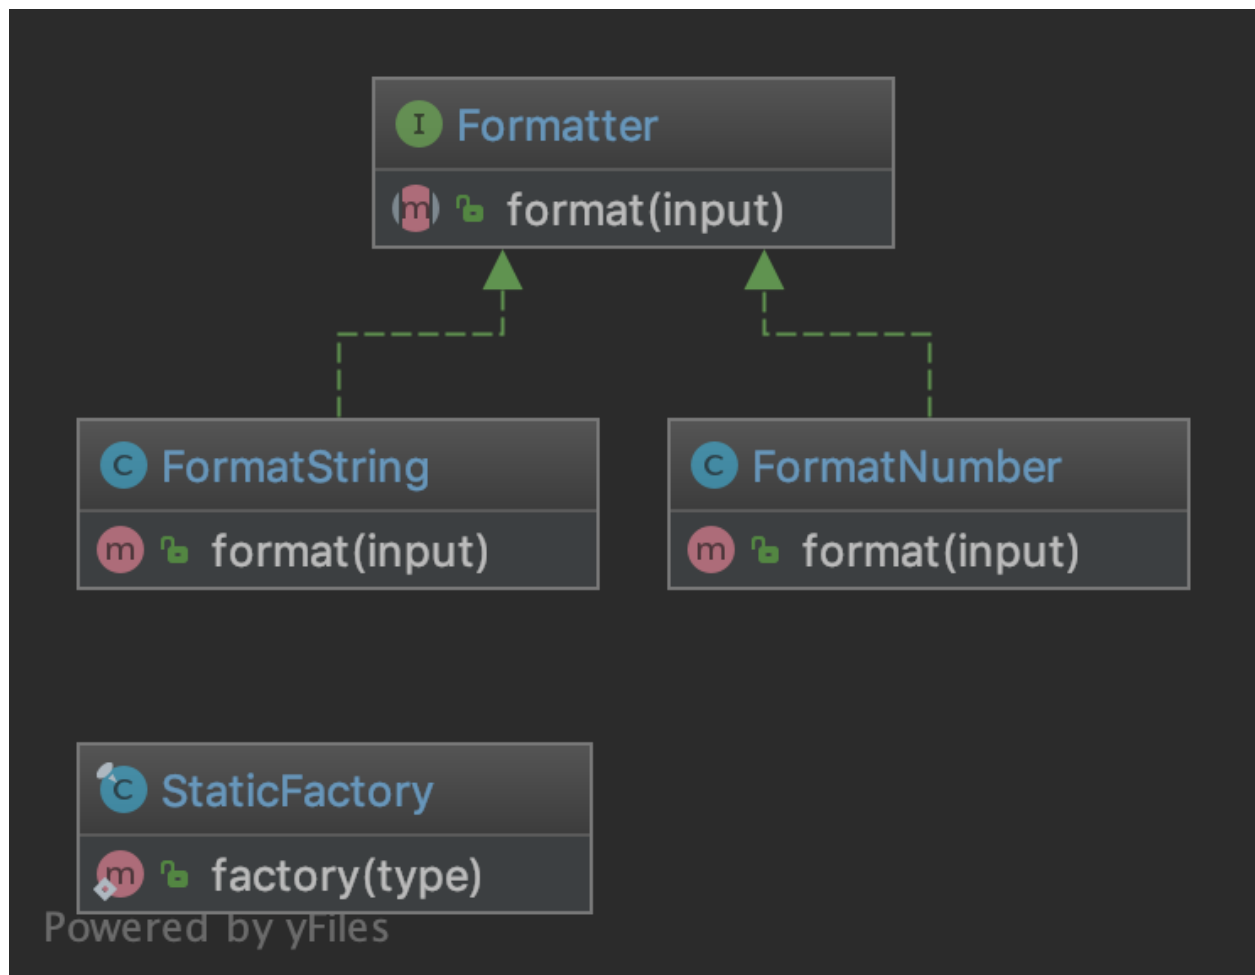 I Formatter
m format(input)
C FormatString
m format(input)
C FormatNumber
m format(input)
C StaticFactory
m factory(type)
Powered by yFiles